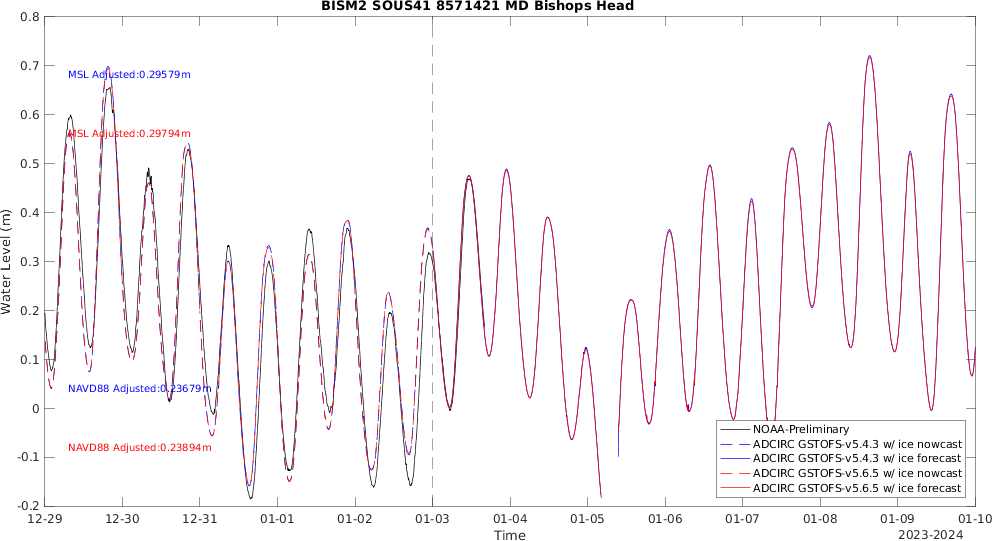 BISM2 SOUS41 8571421 MD Bishops Head
Water Level (m)
0.8
0.7
0.6
0.5
0.4
0.3
0.2
0.1
0
-0.1
-0.2
MSL Adjusted:0.29579m
MSL Adjusted:0.29794m
NAVD88 Adjusted:0.23679m
NAVD88 Adjusted:0.23894m
NOAA-Preliminary
ADCIRC GSTOFS-v5.4.3 w/ ice nowcast
ADCIRC GSTOFS-v5.4.3 w/ ice forecast
ADCIRC GSTOFS-v5.6.5 w/ ice nowcast
ADCIRC GSTOFS-v5.6.5 w/ ice forecast
12-29 12-30 12-31 01-01 01-02 01-03 01-04 01-05 01-06 01-07 01-08 01-09 01-10
Time
2023-2024